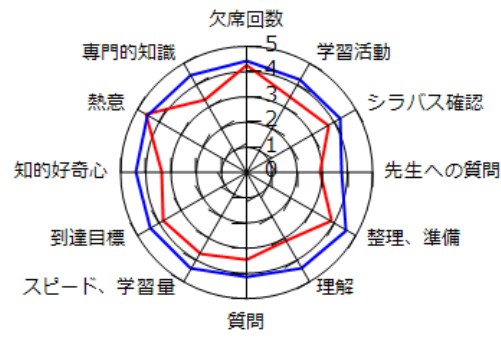 欠席回数
専門的知識
5
学習活動
4
熱意
3
シラバス確認
2
1
知的好奇心
0
先生への質問
到達目標
整理、準備
スピード、学習量
理解
質問